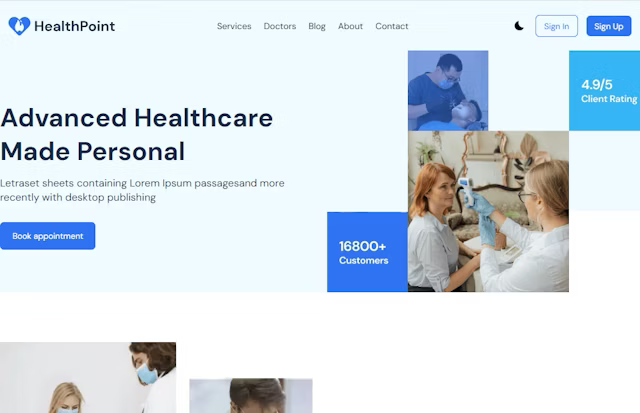 HealthPoint
Services Doctors Blog About Contact
Sign In
Sign Up
4.9/5
Client Rating
Advanced Healthcare
Made Personal
Letraset sheets containing Lorem Ipsum passagesand more
recently with desktop publishing
Book appointment
16800+
Customers